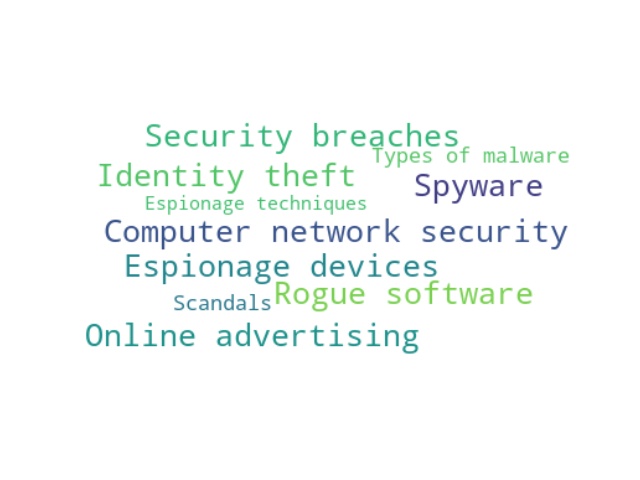 Security breaches
Types of malware
Identity theft
Spyware
Espionage techniques
Computer network security
Espionage devices
Rogue software
Scandals
Online advertising